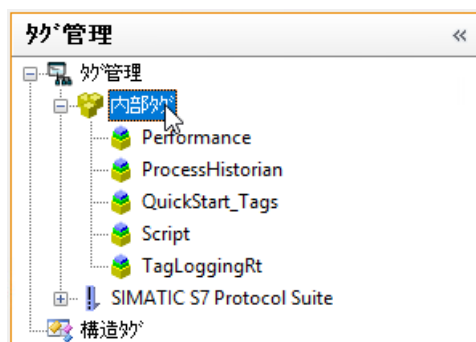 ﾀｸﾞ管理
«
ﾀｸﾞ管理
内部ﾀｸﾞ
Performance
ProcessHistorian
QuickStart_Tags
Script
TagLoggingRt
SIMATIC S7 Protocol Suite
構造ﾀｸﾞ